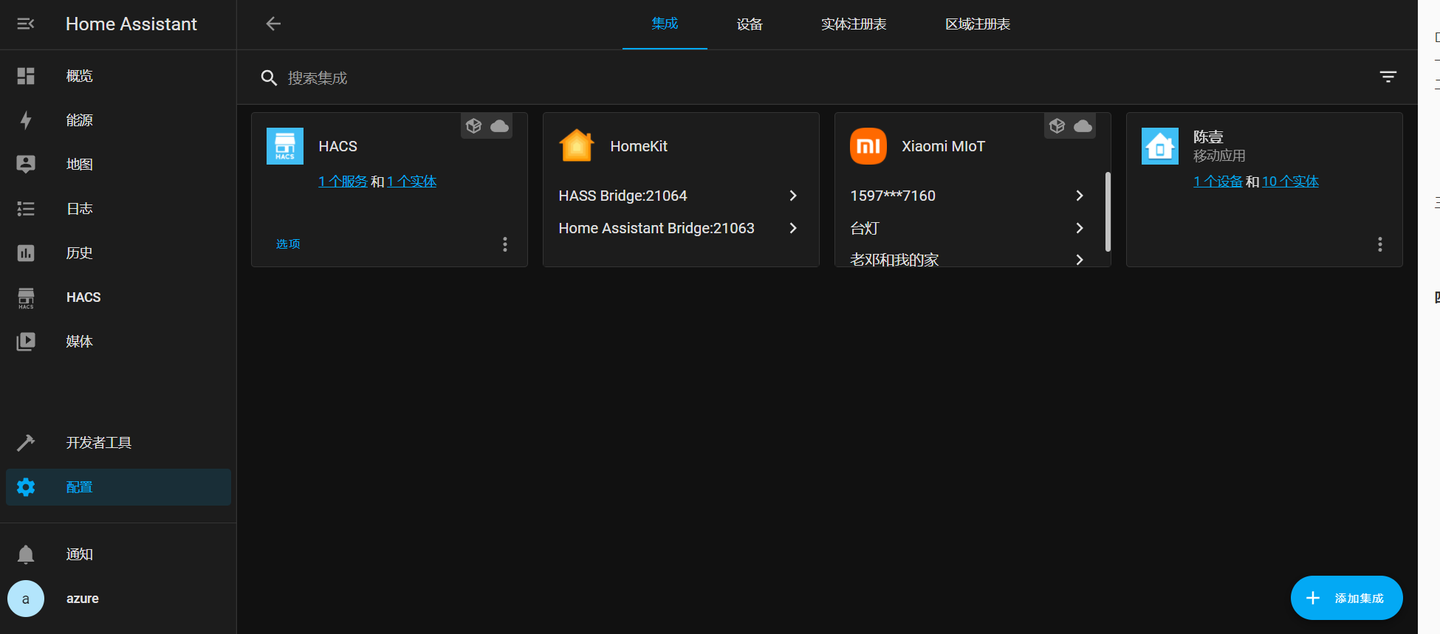 Home Assistant
概览
能源
地图
日志
历史
HACS
HACS
媒体
开发者工具
配置
通知
a
azure
集成
设备
实体注册表
区域注册表
搜索集成
HACS
HACS
1 个服务 和 1 个实体
选项
HomeKit
HASS Bridge:21064
Home Assistant Bridge:21063
mi
Xiaomi MIoT
1597***7160
台灯
老邓和我的家
陈壹
移动应用
1 个设备 和 10 个实体
添加集成